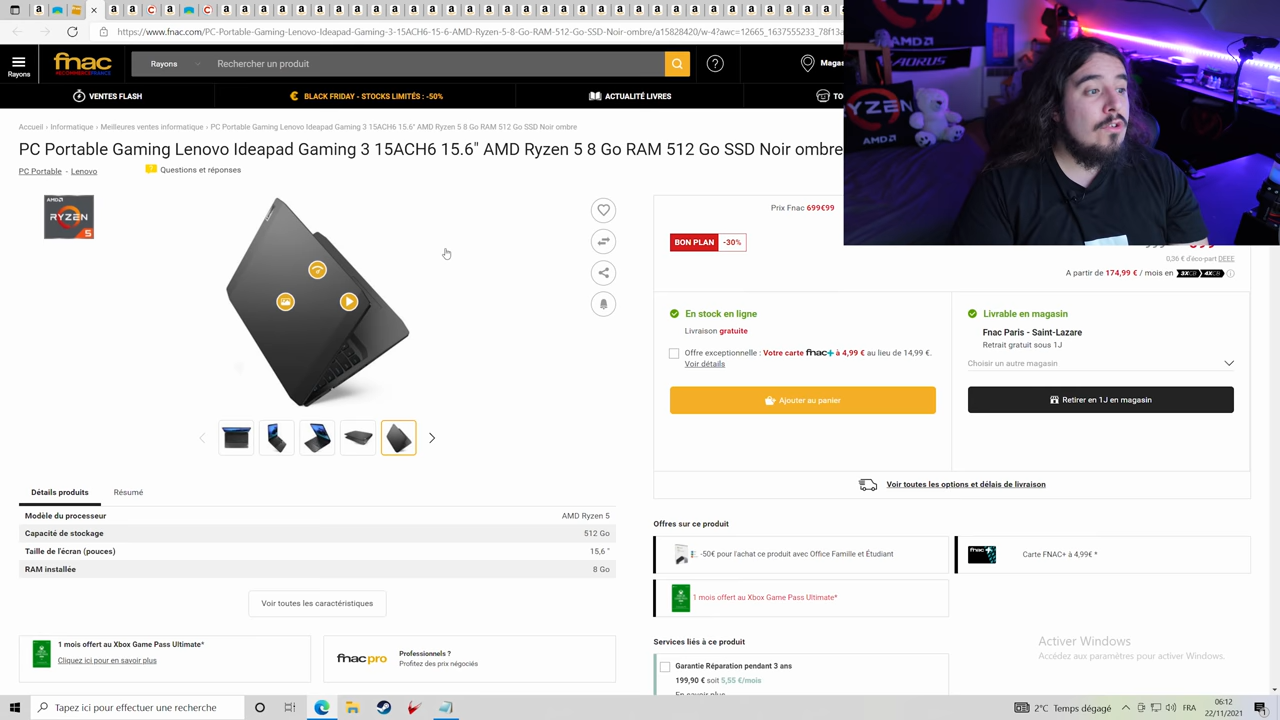 https://www.fnac.com/PC-Portable-Gaming-Lenovo-Ideapad-Gaming-3-15ACH6-15-6-AMD-Ryzen-5-8-Go-RAM-512-Go-SSD-Noir-ombre/a15828420/w-4?awc=12665_1637555233_78f13a
Rayons
fnac
Rayons
Rechercher un produit
?
Maga
VENTES FLASH
€ BLACK FRIDAY - STOCKS LIMITÉS : -50%
ACTUALITÉ LIVRES
TO
Accueil › Informatique › Meilleures ventes informatique › PC Portable Gaming Lenovo Ideapad Gaming 3 15ACH6 15.6" AMD Ryzen 5 8 Go RAM 512 Go SSD Noir ombre
PC Portable Gaming Lenovo Ideapad Gaming 3 15ACH6 15.6" AMD Ryzen 5 8 Go RAM 512 Go SSD Noir ombre
PC Portable - Lenovo
Questions et réponses
AMD
RYZEN
5
Prix Fnac 699€99
BON PLAN -30%
0,36 € d'éco-part DEEE
A partir de 174,99 € / mois en 3XCB 4XCB
En stock en ligne
Livraison gratuite
Offre exceptionnelle : Votre carte fnac+ à 4,99 € au lieu de 14,99 €.
Voir détails
Ajouter au panier
Livrable en magasin
Fnac Paris - Saint-Lazare
Retrait gratuit sous 1J
Choisir un autre magasin
Retirer en 1J en magasin
Voir toutes les options et délais de livraison
Détails produits
Résumé
Modèle du processeur AMD Ryzen 5
Capacité de stockage 512 Go
Taille de l'écran (pouces) 15,6 "
RAM installée 8 Go
Voir toutes les caractéristiques
Offres sur ce produit
-50€ pour l'achat ce produit avec Office Famille et Étudiant
Carte FNAC+ à 4,99€ *
1 mois offert au Xbox Game Pass Ultimate*
1 mois offert au Xbox Game Pass Ultimate*
Cliquez ici pour en savoir plus
fnac pro
Professionnels ?
Profitez des prix négociés
Services liés à ce produit
Garantie Réparation pendant 3 ans
199,90 € soit 5,55 €/mois
En savoir plus
Activer Windows
Accédez aux paramètres pour activer Windows.
Tapez ici pour effectuer une recherche
2°C Temps dégagé
FRA
06:12
22/11/2021
AMD
AORUS
RYZEN
AMD